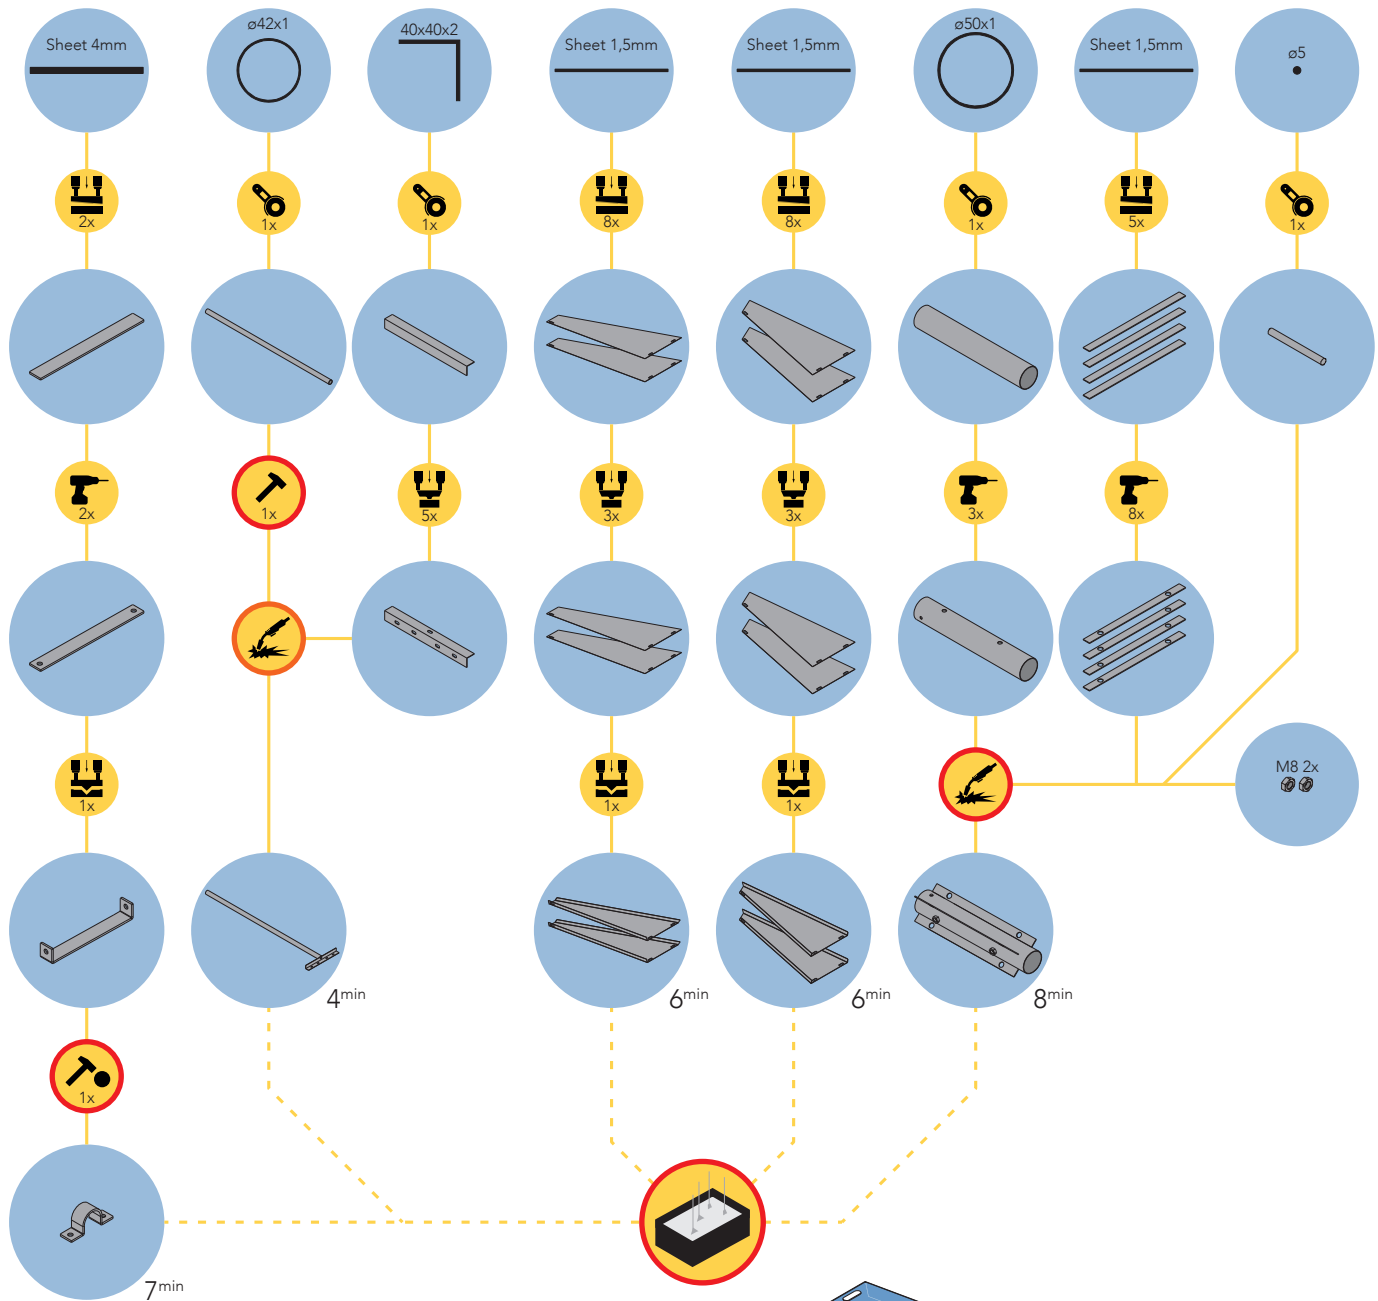 Sheet 4mm
ø42x1
40x40x2
Sheet 1,5mm
Sheet 1,5mm
ø50x1
Sheet 1,5mm
ø5
2x
1x
1x
8x
8x
1x
5x
1x
2x
1x
5x
3x
3x
3x
8x
1x
1x
1x
M8 2x
4min
6min
6min
8min
1x
7min